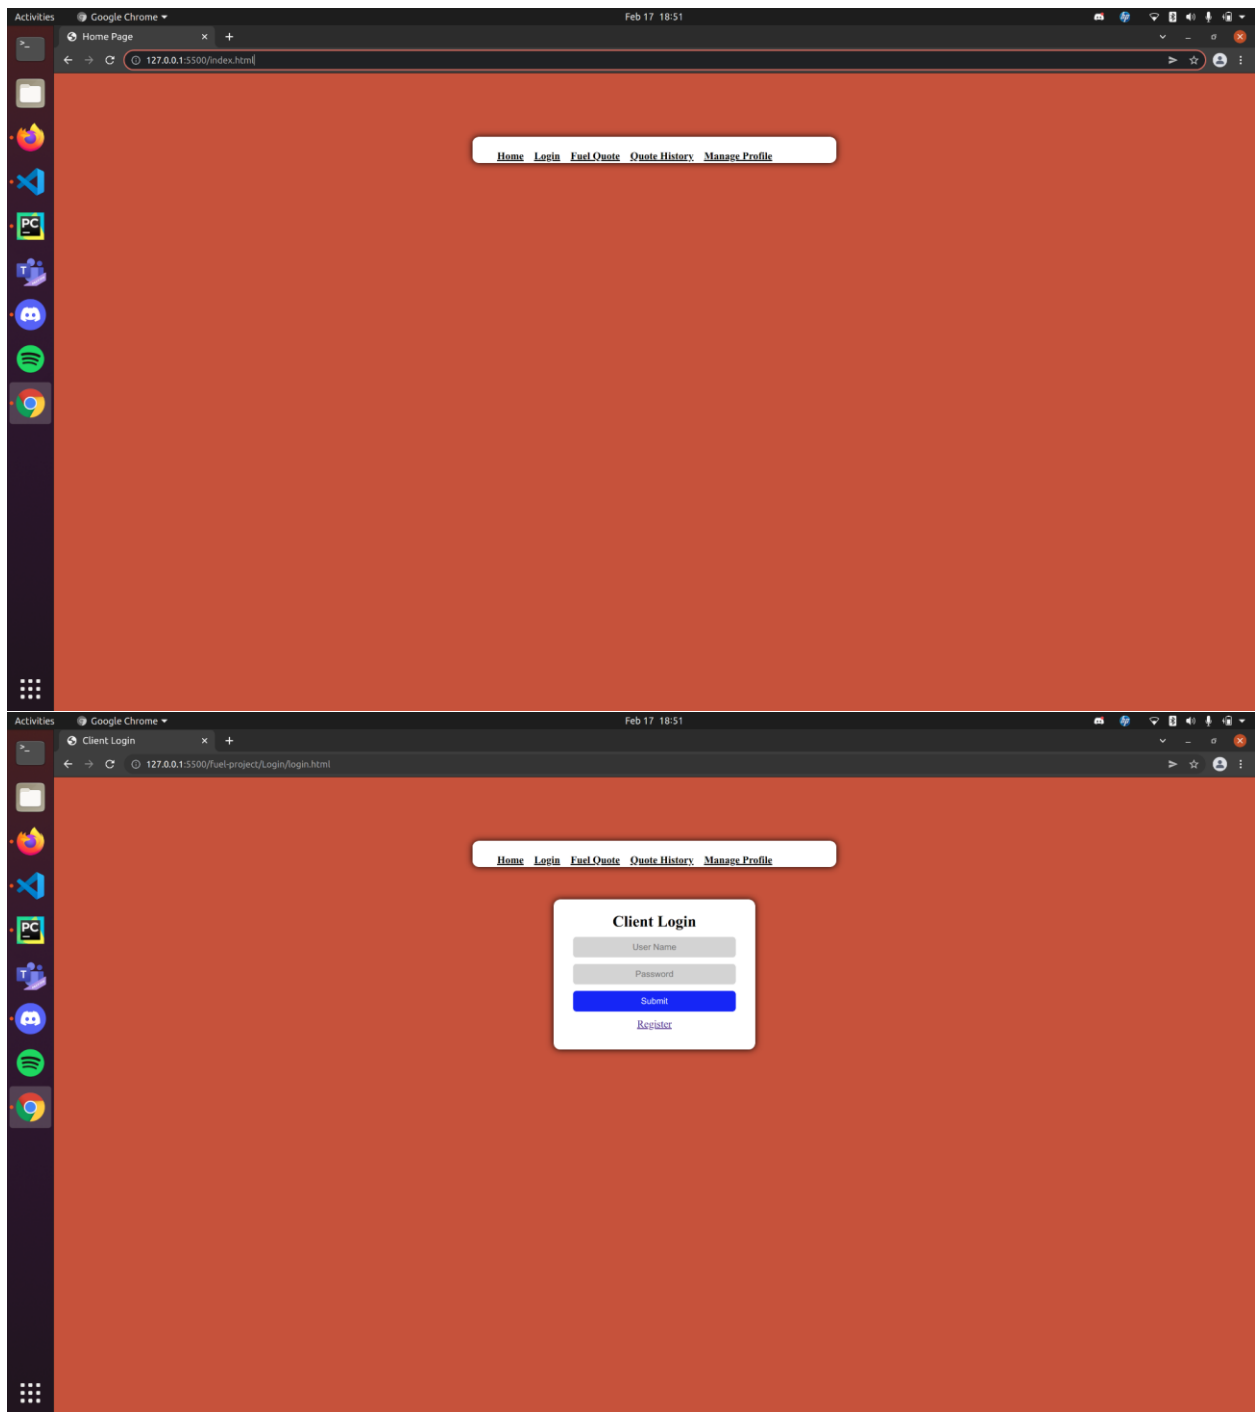 Activities Google Chrome Feb 17 18:51
Home Page
127.0.0.1:5500/index.html
Home Login Fuel Quote Quote History Manage Profile
Activities Google Chrome Feb 17 18:51
Client Login
127.0.0.1:5500/fuel-project/Login/login.html
Home Login Fuel Quote Quote History Manage Profile
Client Login
User Name
Password
Submit
Register